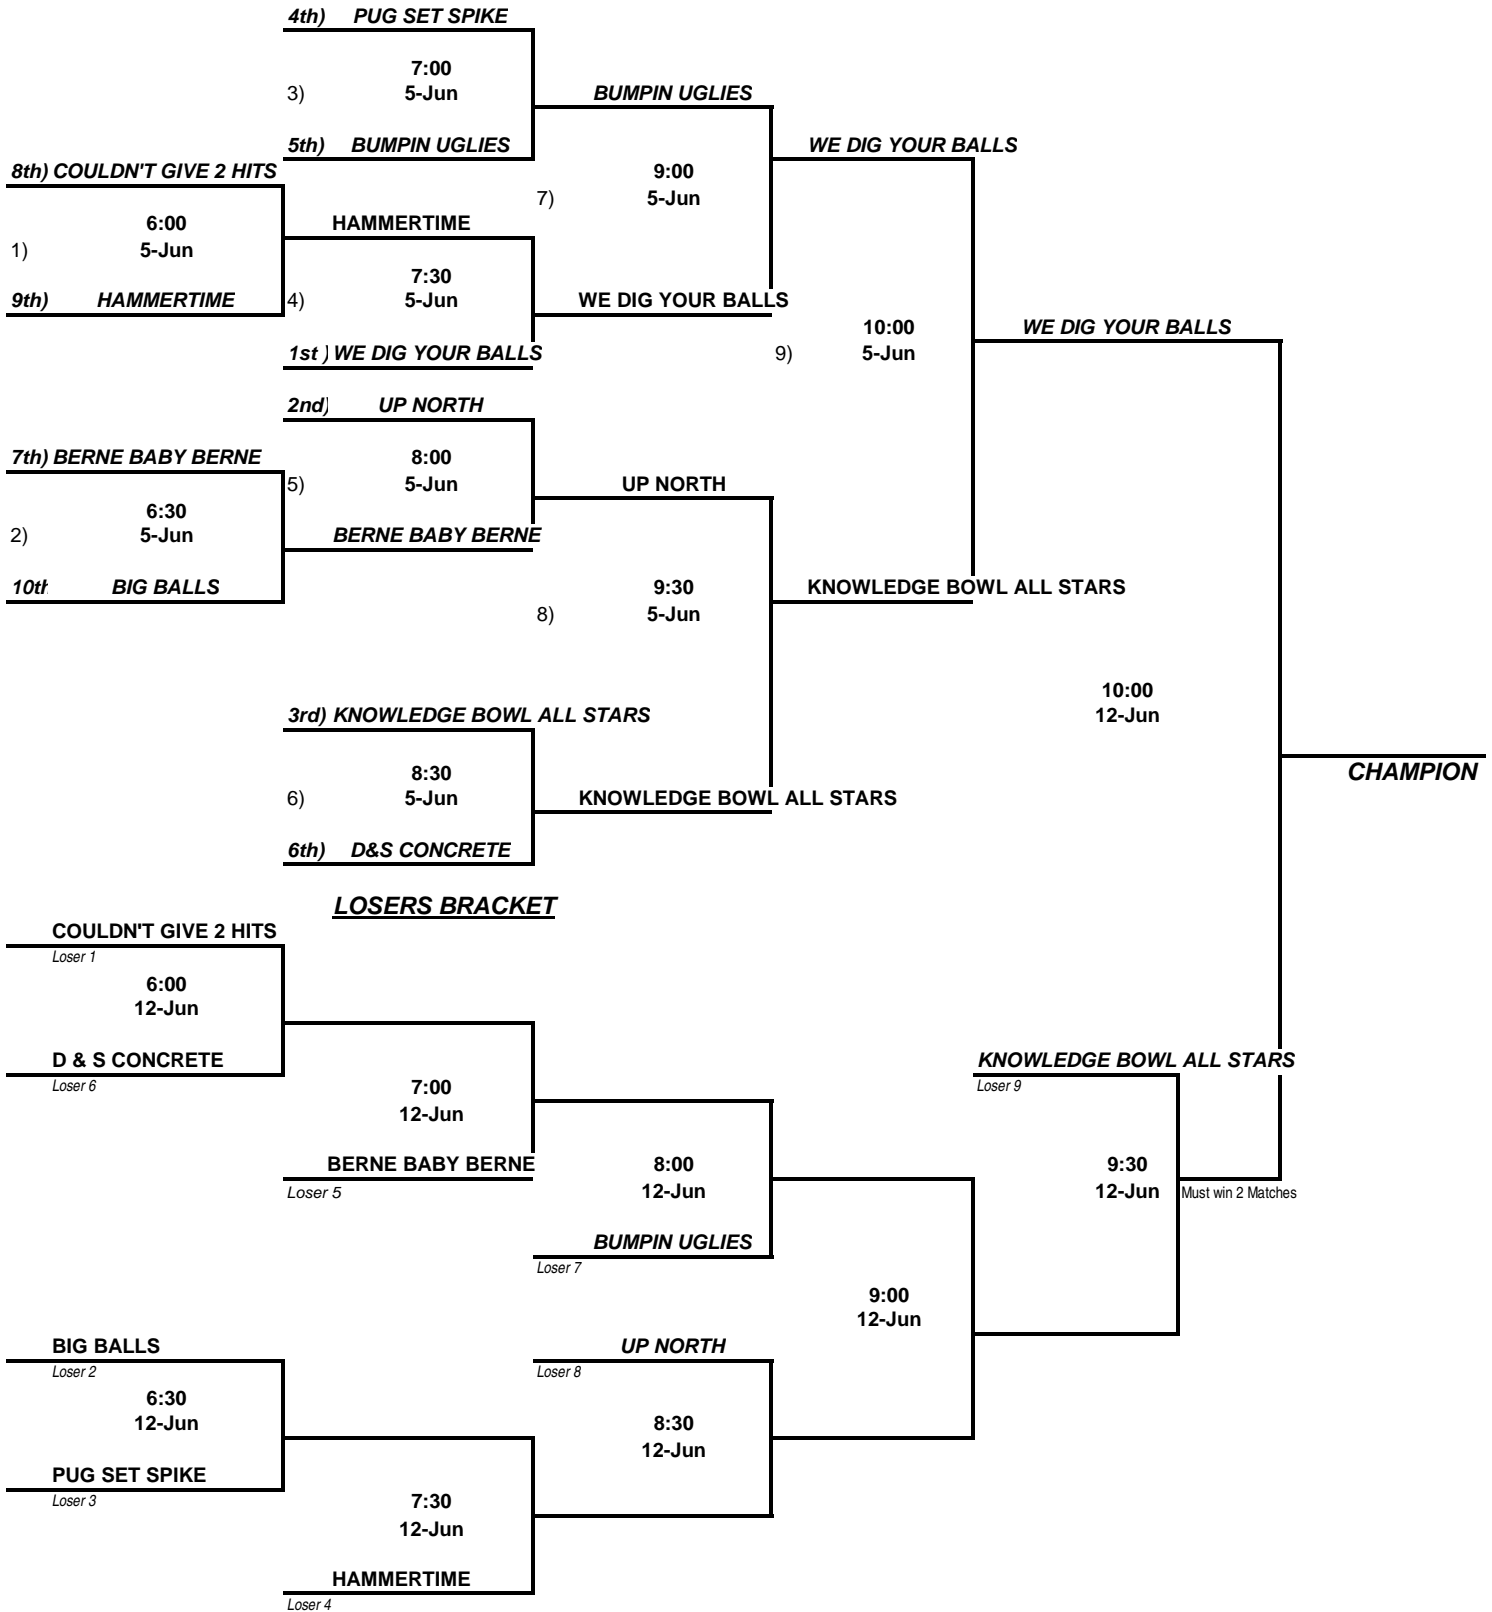 4th) PUG SET SPIKE
7:00
3) 5-Jun
BUMPIN UGLIES
5th) BUMPIN UGLIES
WE DIG YOUR BALLS
8th) COULDN'T GIVE 2 HITS
9:00
7) 5-Jun
6:00
HAMMERTIME
1) 5-Jun
7:30
9th) HAMMERTIME
4) 5-Jun
WE DIG YOUR BALLS
10:00
WE DIG YOUR BALLS
1st ) WE DIG YOUR BALLS
9) 5-Jun
2nd) UP NORTH
7th) BERNE BABY BERNE
8:00
5) 5-Jun
UP NORTH
6:30
2) 5-Jun
BERNE BABY BERNE
10th BIG BALLS
9:30
KNOWLEDGE BOWL ALL STARS
8) 5-Jun
10:00
12-Jun
3rd) KNOWLEDGE BOWL ALL STARS
8:30
CHAMPION
6) 5-Jun
KNOWLEDGE BOWL ALL STARS
6th) D&S CONCRETE
LOSERS BRACKET
COULDN'T GIVE 2 HITS
Loser 1
6:00
12-Jun
D & S CONCRETE
Loser 6
KNOWLEDGE BOWL ALL STARS
Loser 9
7:00
12-Jun
BERNE BABY BERNE
Loser 5
8:00
12-Jun
9:30
12-Jun
Must win 2 Matches
BUMPIN UGLIES
Loser 7
9:00
12-Jun
BIG BALLS
Loser 2
UP NORTH
Loser 8
6:30
12-Jun
8:30
12-Jun
PUG SET SPIKE
Loser 3
7:30
12-Jun
HAMMERTIME
Loser 4